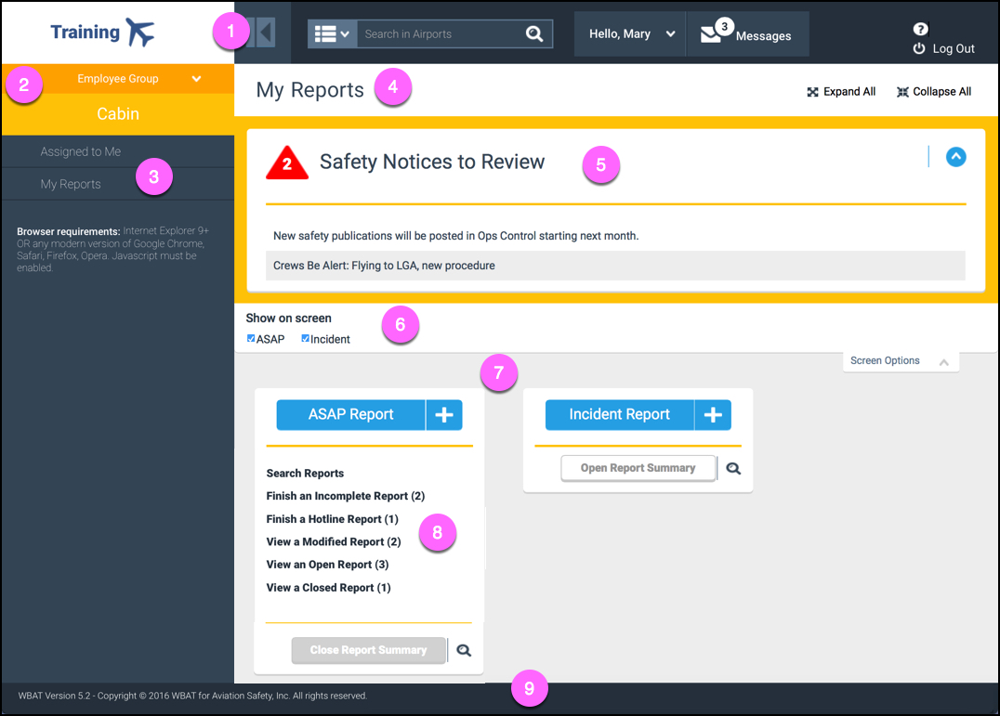 Training
1
Search in Airports
Hello, Mary
3
Messages
?
Log Out
2
Employee Group
Cabin
My Reports
4
Expand All
Collapse All
Assigned to Me
My Reports
3
Browser requirements: Internet Explorer 9+
OR any modern version of Google Chrome,
Safari, Firefox, Opera. Javascript must be
enabled.
2
Safety Notices to Review
5
New safety publications will be posted in Ops Control starting next month.
Crews Be Alert: Flying to LGA, new procedure
Show on screen
6
ASAP
Incident
Screen Options
7
ASAP Report
Search Reports
Finish an Incomplete Report (2)
Finish a Hotline Report (1)
View a Modified Report (2)
View an Open Report (3)
View a Closed Report (1)
8
Close Report Summary
Incident Report
Open Report Summary
9
WBAT Version 5.2 - Copyright © 2016 WBAT for Aviation Safety, Inc. All rights reserved.